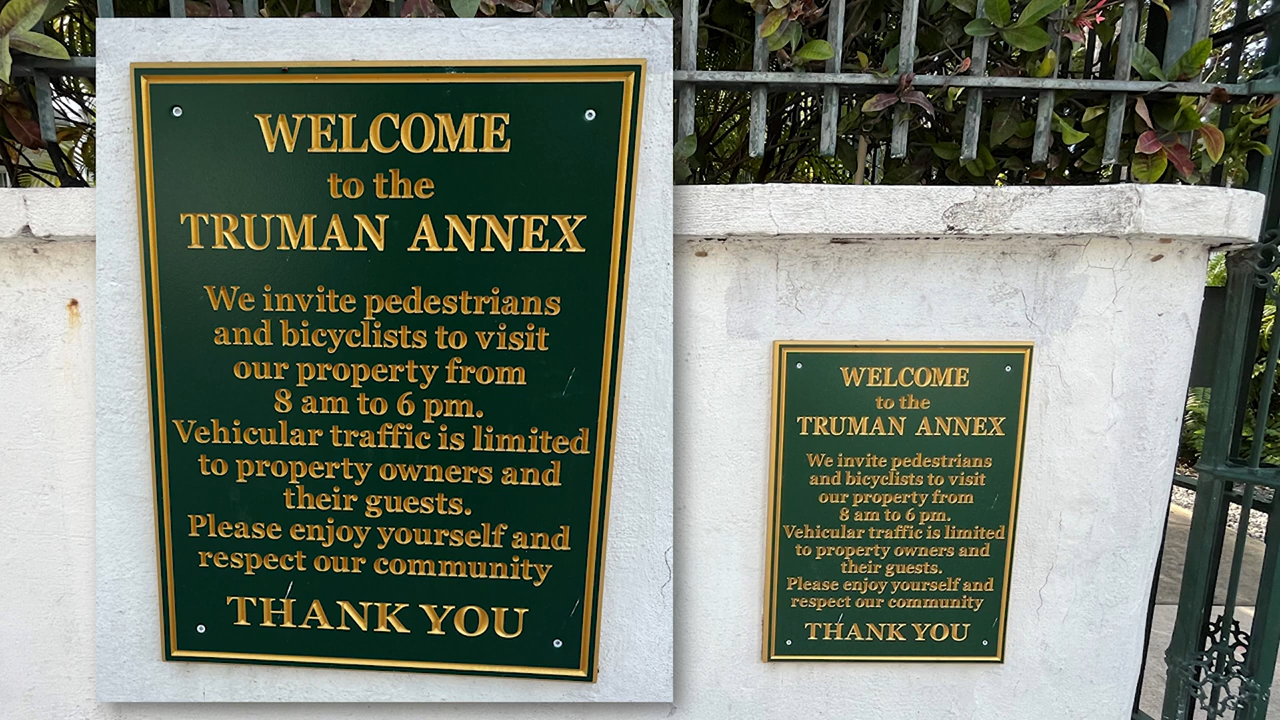 WELCOME
to the
TRUMAN ANNEX
We invite pedestrians
and bicyclists to visit
our property from
8 am to 6 pm.
Vehicular traffic is limited
to property owners and
their guests.
Please enjoy yourself and
respect our community
THANK YOU
WELCOME
to the
TRUMAN ANNEX
We invite pedestrians
and bicyclists to visit
our property from
8 am to 6 pm.
Vehicular traffic is limited
to property owners and
their guests.
Please enjoy yourself and
respect our community
THANK YOU